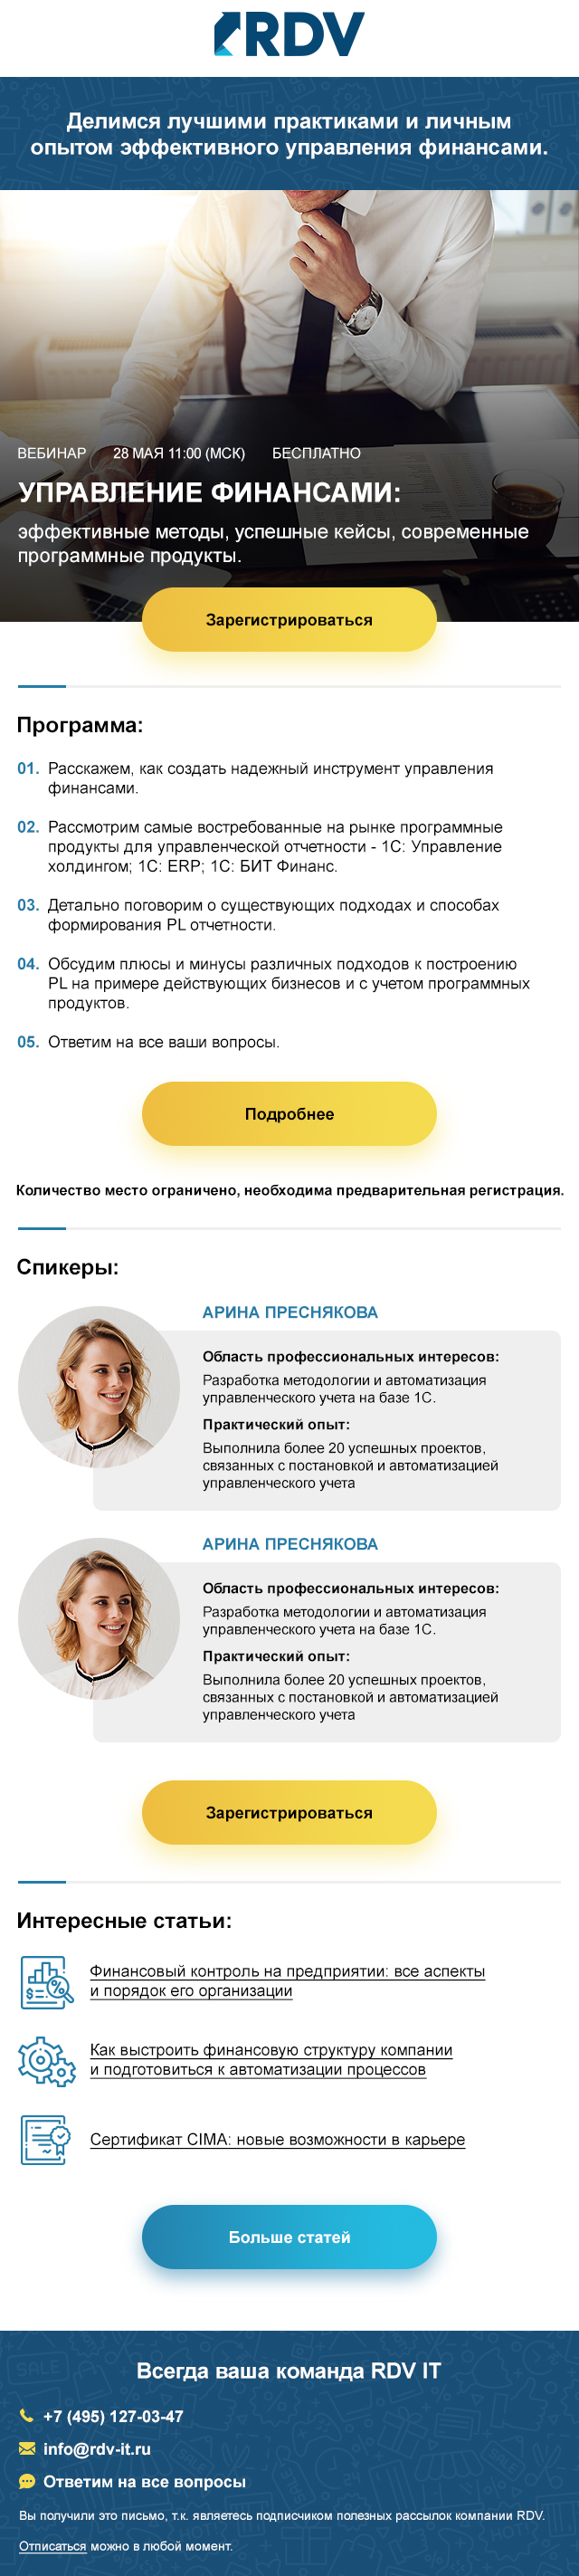 RDV
Делимся лучшими практиками и личным
опытом эффективного управления финансами.
ВЕБИНАР 28 МАЯ 11:00 (МСК) БЕСПЛАТНО
УПРАВЛЕНИЕ ФИНАНСАМИ:
эффективные методы, успешные кейсы, современные
программные продукты.
Зарегистрироваться
Программа:
01. Расскажем, как создать надежный инструмент управления
финансами.
02. Рассмотрим самые востребованные на рынке программные
продукты для управленческой отчетности - 1С: Управление
холдингом; 1С: ERP; 1С: БИТ Финанс.
03. Детально поговорим о существующих подходах и способах
формирования PL отчетности.
04. Обсудим плюсы и минусы различных подходов к построению
PL на примере действующих бизнесов и с учетом программных
продуктов.
05. Ответим на все ваши вопросы.
Подробнее
Количество место ограничено, необходима предварительная регистрация.
Спикеры:
АРИНА ПРЕСНЯКОВА
Область профессиональных интересов:
Разработка методологии и автоматизация
управленческого учета на базе 1С.
Практический опыт:
Выполнила более 20 успешных проектов,
связанных с постановкой и автоматизацией
управленческого учета
АРИНА ПРЕСНЯКОВА
Область профессиональных интересов:
Разработка методологии и автоматизация
управленческого учета на базе 1С.
Практический опыт:
Выполнила более 20 успешных проектов,
связанных с постановкой и автоматизацией
управленческого учета
Зарегистрироваться
Интересные статьи:
Финансовый контроль на предприятии: все аспекты
и порядок его организации
Как выстроить финансовую структуру компании
и подготовиться к автоматизации процессов
Сертификат CIMA: новые возможности в карьере
Больше статей
SALE
Всегда ваша команда RDV IT
+7 (495) 127-03-47
info@rdv-it.ru
Ответим на все вопросы
Вы получили это письмо, т.к. являетесь подписчиком полезных рассылок компании RDV.
Отписаться можно в любой момент.